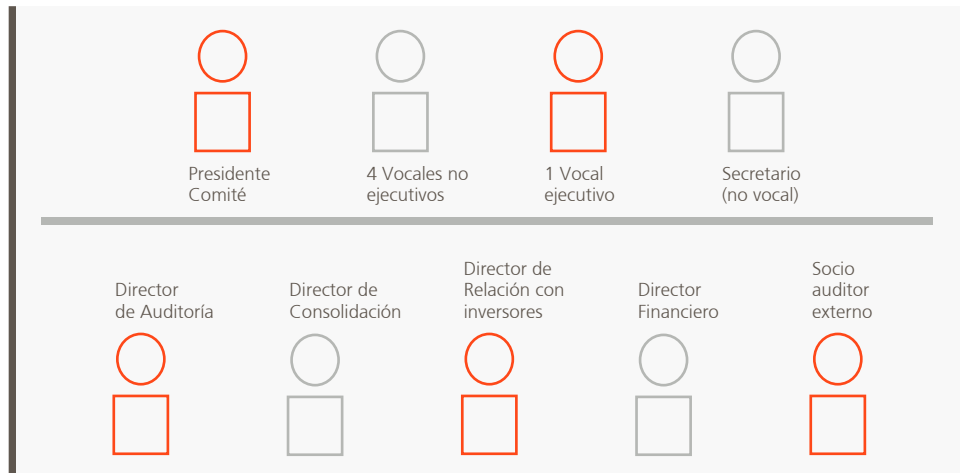 Presidente
Comité
4 Vocales no
ejecutivos
1 Vocal
ejecutivo
Secretario
(no vocal)
Director
de Auditoría
Director de
Consolidación
Director de
Relación con
inversores
Director
Financiero
Socio
auditor
externo